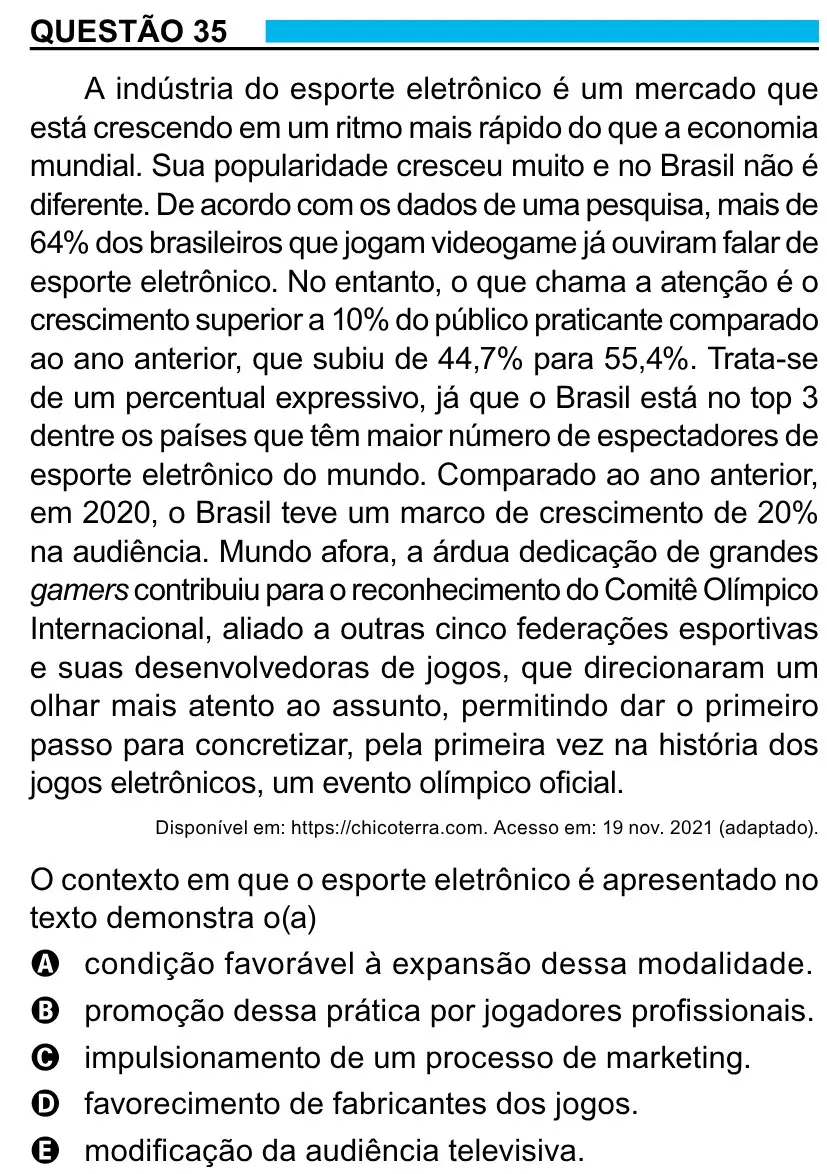 QUESTÃO 35
A indústria do esporte eletrônico é um mercado que
está crescendo em um ritmo mais rápido do que a economia
mundial. Sua popularidade cresceu muito e no Brasil não é
diferente. De acordo com os dados de uma pesquisa, mais de
64% dos brasileiros que jogam videogame já ouviram falar de
esporte eletrônico. No entanto, o que chama a atenção é o
crescimento superior a 10% do público praticante comparado
ao ano anterior, que subiu de 44,7% para 55,4%. Trata-se
de um percentual expressivo, já que o Brasil está no top 3
dentre os países que têm maior número de espectadores de
esporte eletrônico do mundo. Comparado ao ano anterior,
em 2020, o Brasil teve um marco de crescimento de 20%
na audiência. Mundo afora, a árdua dedicação de grandes
gamers contribuiu para o reconhecimento do Comitê Olímpico
Internacional, aliado a outras cinco federações esportivas
e suas desenvolvedoras de jogos, que direcionaram um
olhar mais atento ao assunto, permitindo dar o primeiro
passo para concretizar, pela primeira vez na história dos
jogos eletrônicos, um evento olímpico oficial.
Disponível em: https://chicoterra.com. Acesso em: 19 nov. 2021 (adaptado).
O contexto em que o esporte eletrônico é apresentado no
texto demonstra o(a)
A condição favorável à expansão dessa modalidade.
B promoção dessa prática por jogadores profissionais.
C impulsionamento de um processo de marketing.
D favorecimento de fabricantes dos jogos.
E modificação da audiência televisiva.